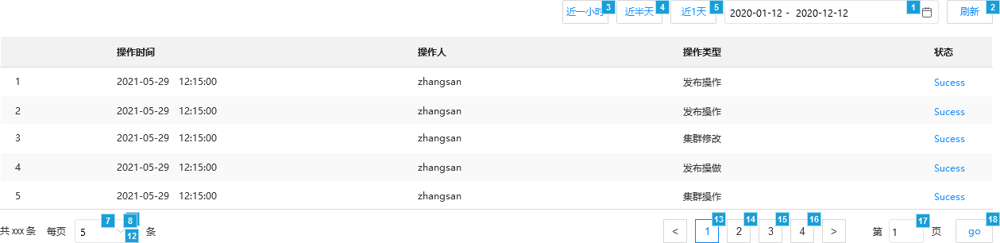 近一小时 3 近半天 4 近1天 5 2020-01-12 - 2020-12-12 1 刷新 2
操作时间 操作人 操作类型 状态
1 2021-05-29 12:15:00 zhangsan 发布操作 Sucess
2 2021-05-29 12:15:00 zhangsan 发布操作 Sucess
3 2021-05-29 12:15:00 zhangsan 集群修改 Sucess
4 2021-05-29 12:15:00 zhangsan 发布操做 Sucess
5 2021-05-29 12:15:00 zhangsan 集群操作 Sucess
共 xxx 条 每页 5 7 8 12 条 < 1 13 2 14 3 15 4 16 > 第 1 17 页 go 18